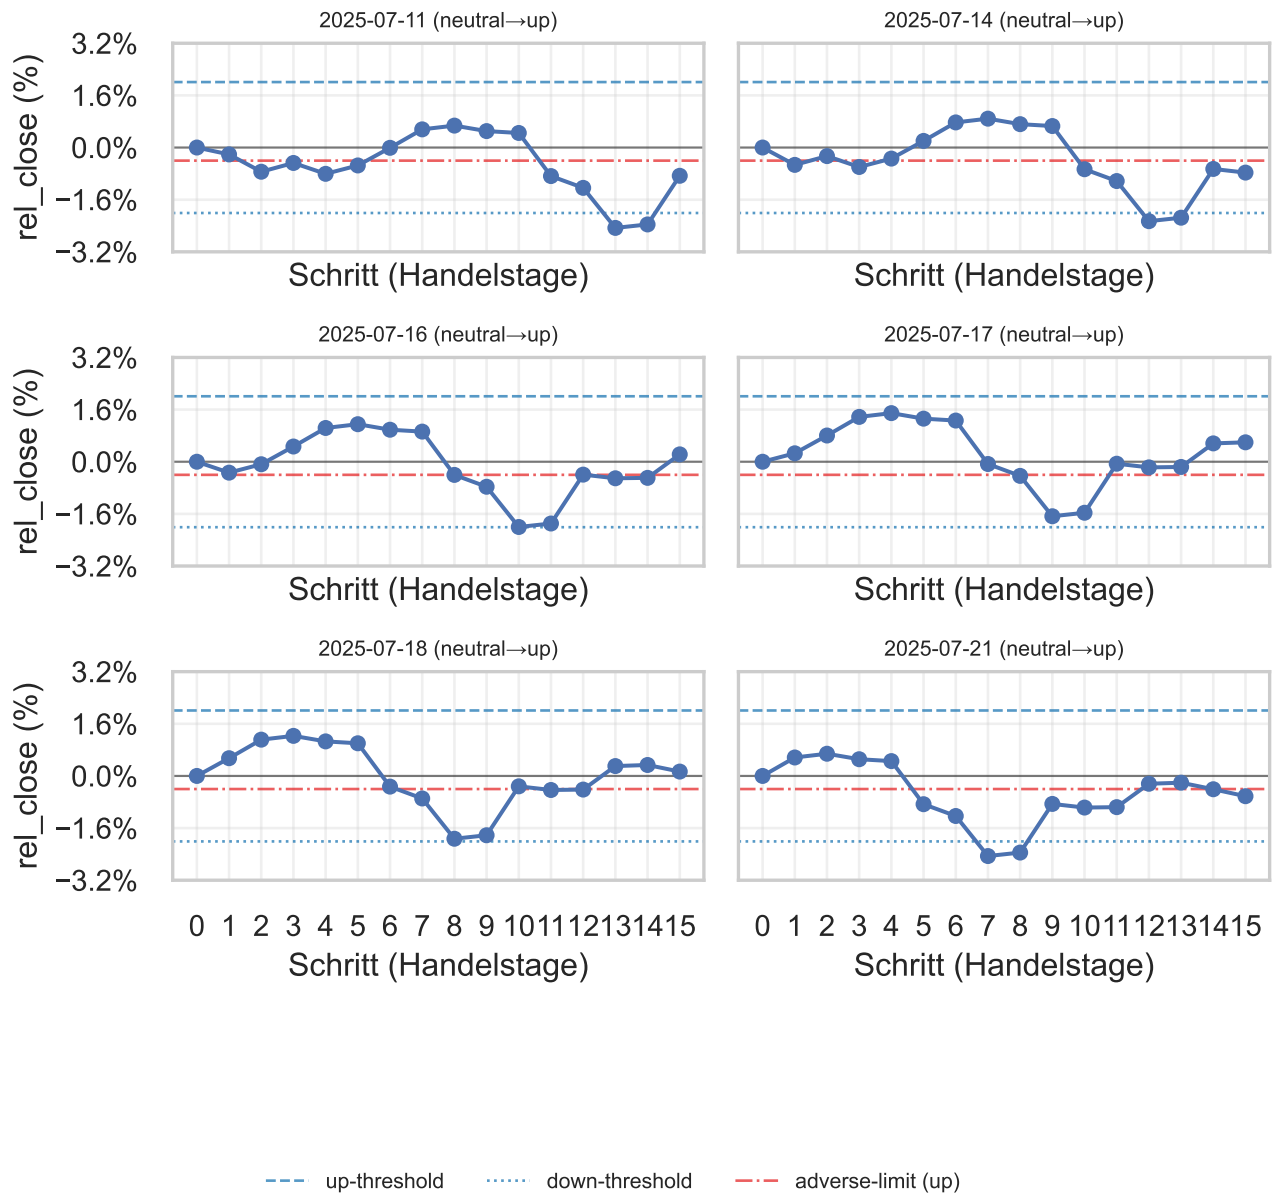 2025-07-11 (neutral→up)
2025-07-14 (neutral→up)
3.2%
1.6%
0.0%
−1.6%
−3.2%
rel_close (%)
Schritt (Handelstage)
Schritt (Handelstage)
2025-07-16 (neutral→up)
2025-07-17 (neutral→up)
3.2%
1.6%
0.0%
−1.6%
−3.2%
rel_close (%)
Schritt (Handelstage)
Schritt (Handelstage)
2025-07-18 (neutral→up)
2025-07-21 (neutral→up)
3.2%
1.6%
0.0%
−1.6%
−3.2%
rel_close (%)
0 1 2 3 4 5 6 7 8 9 10 11 12 13 14 15
0 1 2 3 4 5 6 7 8 9 10 11 12 13 14 15
Schritt (Handelstage)
Schritt (Handelstage)
up-threshold
down-threshold
adverse-limit (up)